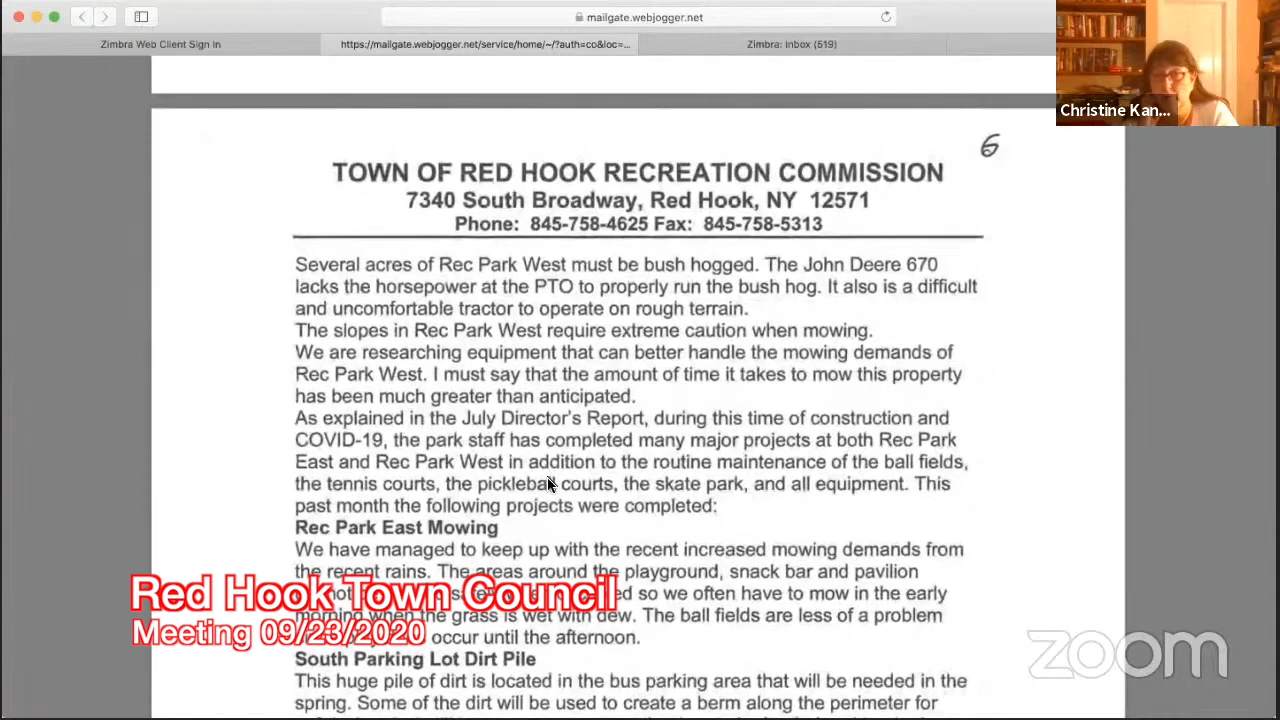 mailgate.webjogger.net
Zimbra Web Client Sign In
https://mailgate.webjogger.net/service/home/~/?auth=co&loc=...
Zimbra: Inbox (519)
Christine Kan...
6
TOWN OF RED HOOK RECREATION COMMISSION
7340 South Broadway, Red Hook, NY 12571
Phone: 845-758-4625 Fax: 845-758-5313
Several acres of Rec Park West must be bush hogged. The John Deere 670
lacks the horsepower at the PTO to properly run the bush hog. It also is a difficult
and uncomfortable tractor to operate on rough terrain.
The slopes in Rec Park West require extreme caution when mowing.
We are researching equipment that can better handle the mowing demands of
Rec Park West. I must say that the amount of time it takes to mow this property
has been much greater than anticipated.
As explained in the July Director's Report, during this time of construction and
COVID-19, the park staff has completed many major projects at both Rec Park
East and Rec Park West in addition to the routine maintenance of the ball fields,
the tennis courts, the pickleball courts, the skate park, and all equipment. This
past month the following projects were completed:
Rec Park East Mowing
We have managed to keep up with the recent increased mowing demands from
the recent rains. The areas around the playground, snack bar and pavilion
so we often have to mow in the early
morning when the grass is wet with dew. The ball fields are less of a problem
occur until the afternoon.
Red Hook Town Council
Meeting 09/23/2020
South Parking Lot Dirt Pile
This huge pile of dirt is located in the bus parking area that will be needed in the
spring. Some of the dirt will be used to create a berm along the perimeter for
zoom